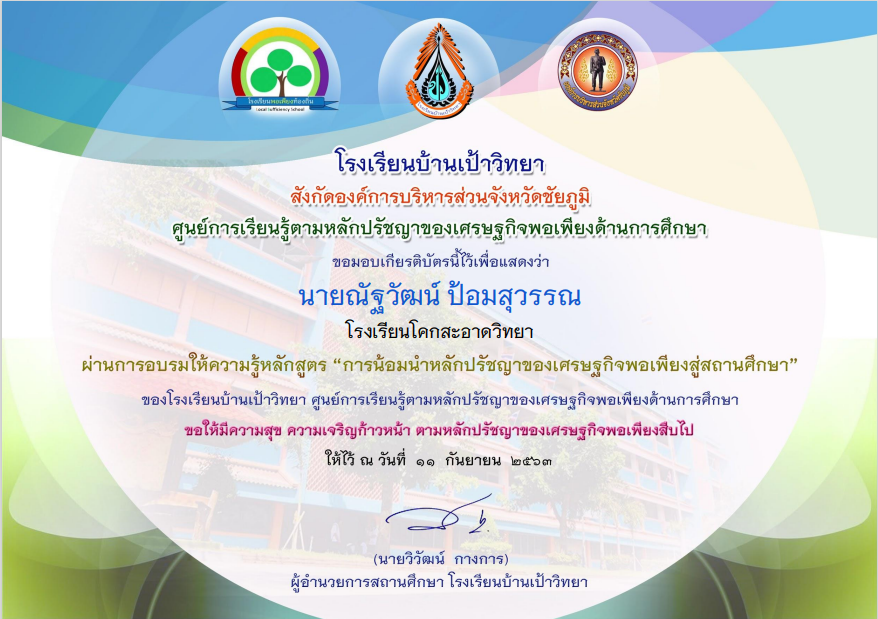 โรงเรียนพอเพียงท้องถิ่น
Local Sufficiency School
โรงเรียนบ้านเป้าวิทยา
สังกัดองค์การบริหารส่วนจังหวัดชัยภูมิ
ศูนย์การเรียนรู้ตามหลักปรัชญาของเศรษฐกิจพอเพียงด้านการศึกษา
ขอมอบเกียรติบัตรนี้ไว้เพื่อแสดงว่า
นายณัฐวัฒน์ ป้อมสุวรรณ
โรงเรียนโคกสะอาดวิทยา
ผ่านการอบรมให้ความรู้หลักสูตร “การน้อมนำหลักปรัชญาของเศรษฐกิจพอเพียงสู่สถานศึกษา”
ของโรงเรียนบ้านเป้าวิทยา ศูนย์การเรียนรู้ตามหลักปรัชญาของเศรษฐกิจพอเพียงด้านการศึกษา
ขอให้มีความสุข ความเจริญก้าวหน้า ตามหลักปรัชญาของเศรษฐกิจพอเพียงสืบไป
ให้ไว้ ณ วันที่ ๑๑ กันยายน ๒๕๖๓
(นายวิวัฒน์ กางการ)
ผู้อำนวยการสถานศึกษา โรงเรียนบ้านเป้าวิทยา